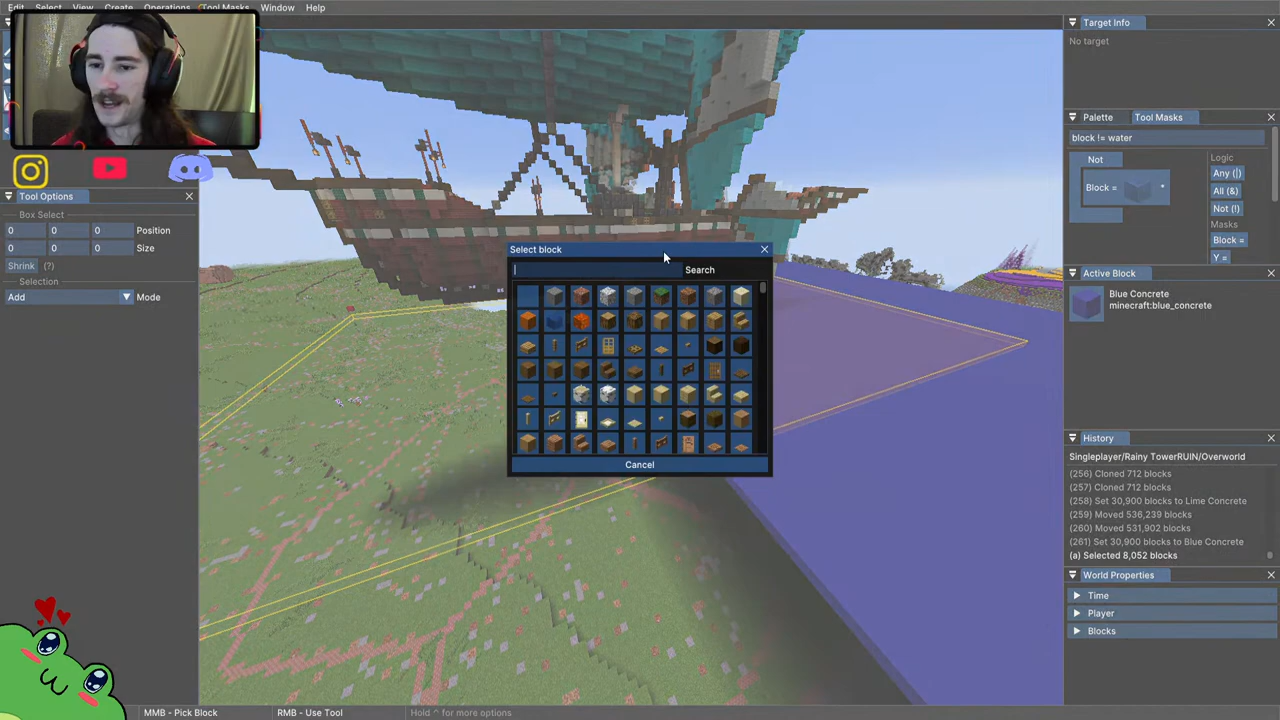 Edit Select View Create Operations Tool Masks Window Help
Tool Options
Box Select
0 0 0 Position
0 0 0 Size
Shrink (?)
Selection
Add Mode
Select block
Search
Cancel
Target Info
No target
Palette Tool Masks
block != water
Not
Block =
Logic
Any (|)
All (&)
Not (!)
Masks
Block =
Y =
Active Block
Blue Concrete
minecraft:blue_concrete
History
Singleplayer/Rainy TowerRUIN/Overworld
(256) Cloned 712 blocks
(257) Cloned 712 blocks
(258) Set 30,900 blocks to Lime Concrete
(259) Moved 536,239 blocks
(260) Moved 531,902 blocks
(261) Set 30,900 blocks to Blue Concrete
(a) Selected 8,052 blocks
World Properties
Time
Player
Blocks
MMB - Pick Block RMB - Use Tool Hold ^ for more options